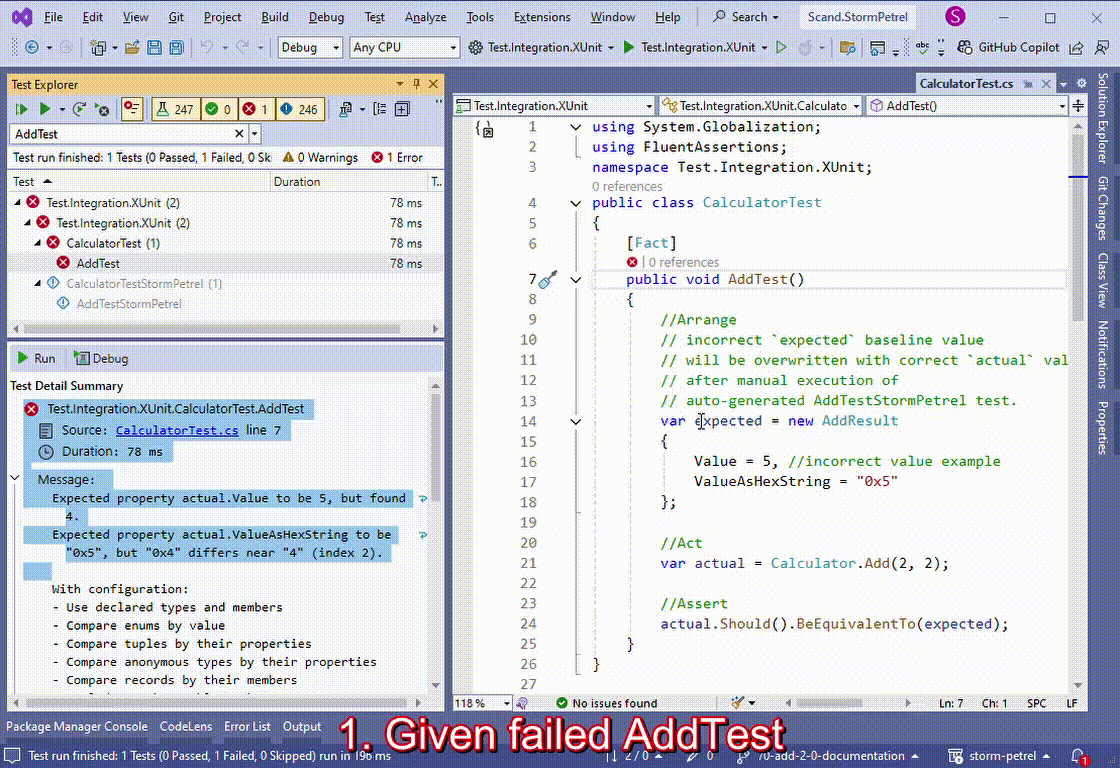 File Edit View Git Project Build Debug Test Analyze Tools Extensions Window Help Search Scand.StormPetrel S
Debug Any CPU Test.Integration.XUnit Test.Integration.XUnit GitHub Copilot
Test Explorer
247 0 1 246
AddTest
Test run finished: 1 Tests (0 Passed, 1 Failed, 0 Sk 0 Warnings 1 Error
Test Duration T..
Test.Integration.XUnit (2) 78 ms
Test.Integration.XUnit (2) 78 ms
CalculatorTest (1) 78 ms
AddTest 78 ms
CalculatorTestStormPetrel (1)
AddTestStormPetrel
Run Debug
Test Detail Summary
Test.Integration.XUnit.CalculatorTest.AddTest
Source: CalculatorTest.cs line 7
Duration: 78 ms
Message:
Expected property actual.Value to be 5, but found
4.
Expected property actual.ValueAsHexString to be
"0x5", but "0x4" differs near "4" (index 2).
With configuration:
- Use declared types and members
- Compare enums by value
- Compare tuples by their properties
- Compare anonymous types by their properties
- Compare records by their members
CalculatorTest.cs
Test.Integration.XUnit Test.Integration.XUnit.Calculato AddTest()
1 using System.Globalization;
2 using FluentAssertions;
3 namespace Test.Integration.XUnit;
0 references
4 public class CalculatorTest
5 {
6 [Fact]
0 references
7 public void AddTest()
8 {
9 //Arrange
10 // incorrect `expected` baseline value
11 // will be overwritten with correct `actual` val
12 // after manual execution of
13 // auto-generated AddTestStormPetrel test.
14 var expected = new AddResult
15 {
16 Value = 5, //incorrect value example
17 ValueAsHexString = "0x5"
18 };
19
20 //Act
21 var actual = Calculator.Add(2, 2);
22
23 //Assert
24 actual.Should().BeEquivalentTo(expected);
25 }
26 }
27
118 % No issues found Ln: 7 Ch: 1 SPC LF
Solution Explorer
Git Changes
Class View
Notifications
Properties
Package Manager Console CodeLens Error List Output
1. Given failed AddTest
Test run finished: 1 Tests (0 Passed, 1 Failed, 0 Skipped) run in 196 ms 2 / 0 0 70-add-2-0-documentation storm-petrel 1